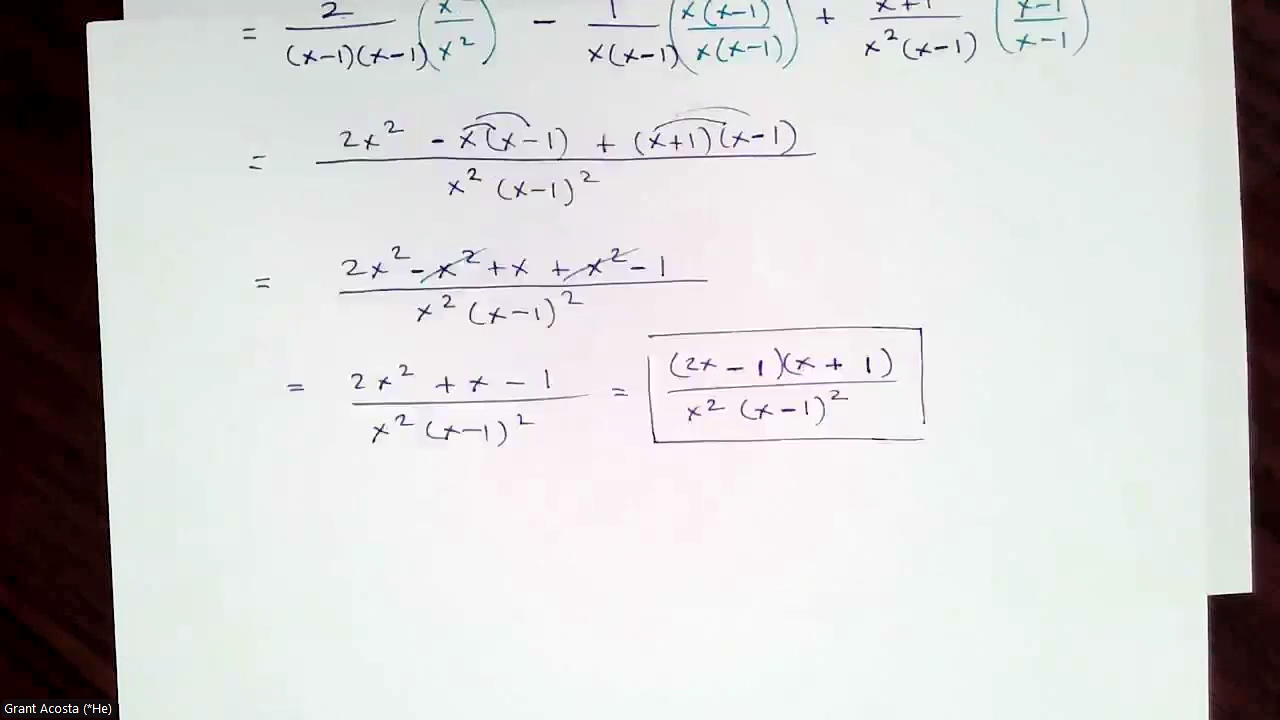 = 2/((x-1)(x-1)) (x/x²) - 1/(x(x-1)) (x(x-1)/x(x-1)) + (x+1)/(x²(x-1)) ((x-1)/(x-1))
= (2x² - x(x-1) + (x+1)(x-1))/(x² (x-1)²)
= (2x² - x² + x + x² - 1)/(x² (x-1)²)
= (2x² + x - 1)/(x² (x-1)²) = ((2x - 1)(x + 1))/(x² (x-1)²)
Grant Acosta (*He)